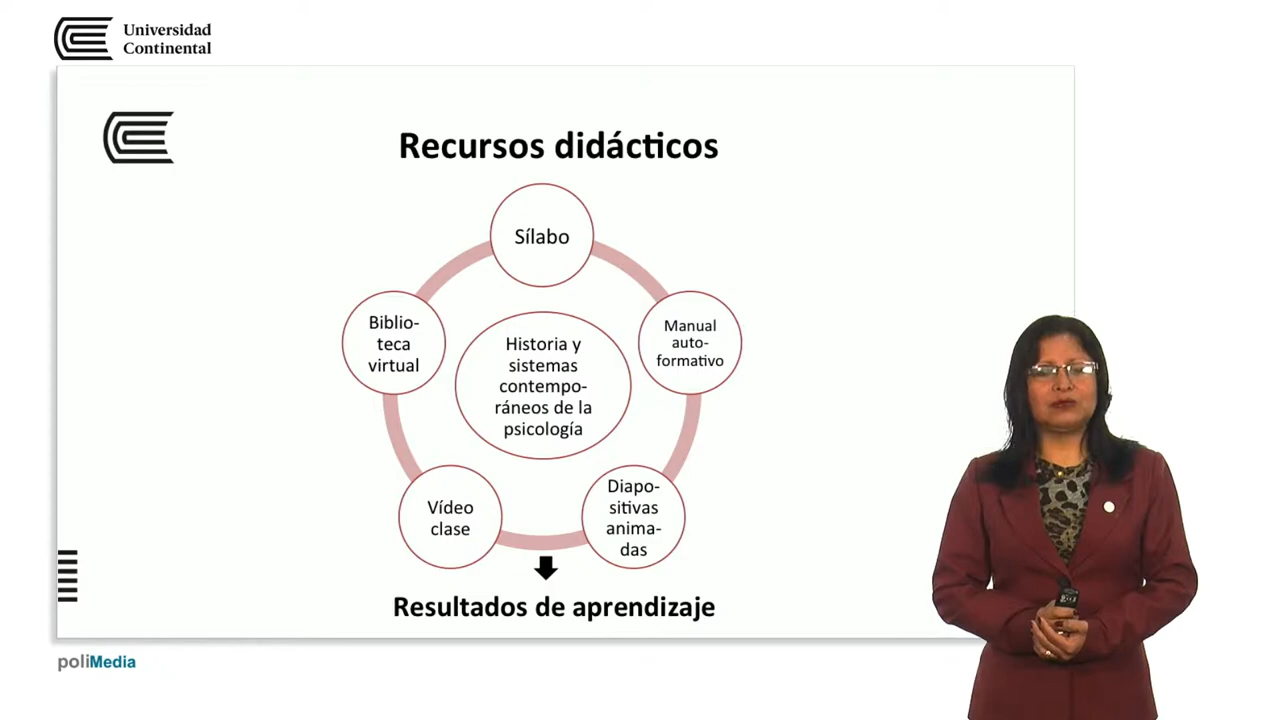 Universidad
Continental
Recursos didácticos
Sílabo
Biblio-
teca
virtual
Manual
auto-
formativo
Historia y
sistemas
contempo-
ráneos de la
psicología
Vídeo
clase
Diapo-
sitivas
anima-
das
Resultados de aprendizaje
poliMedia